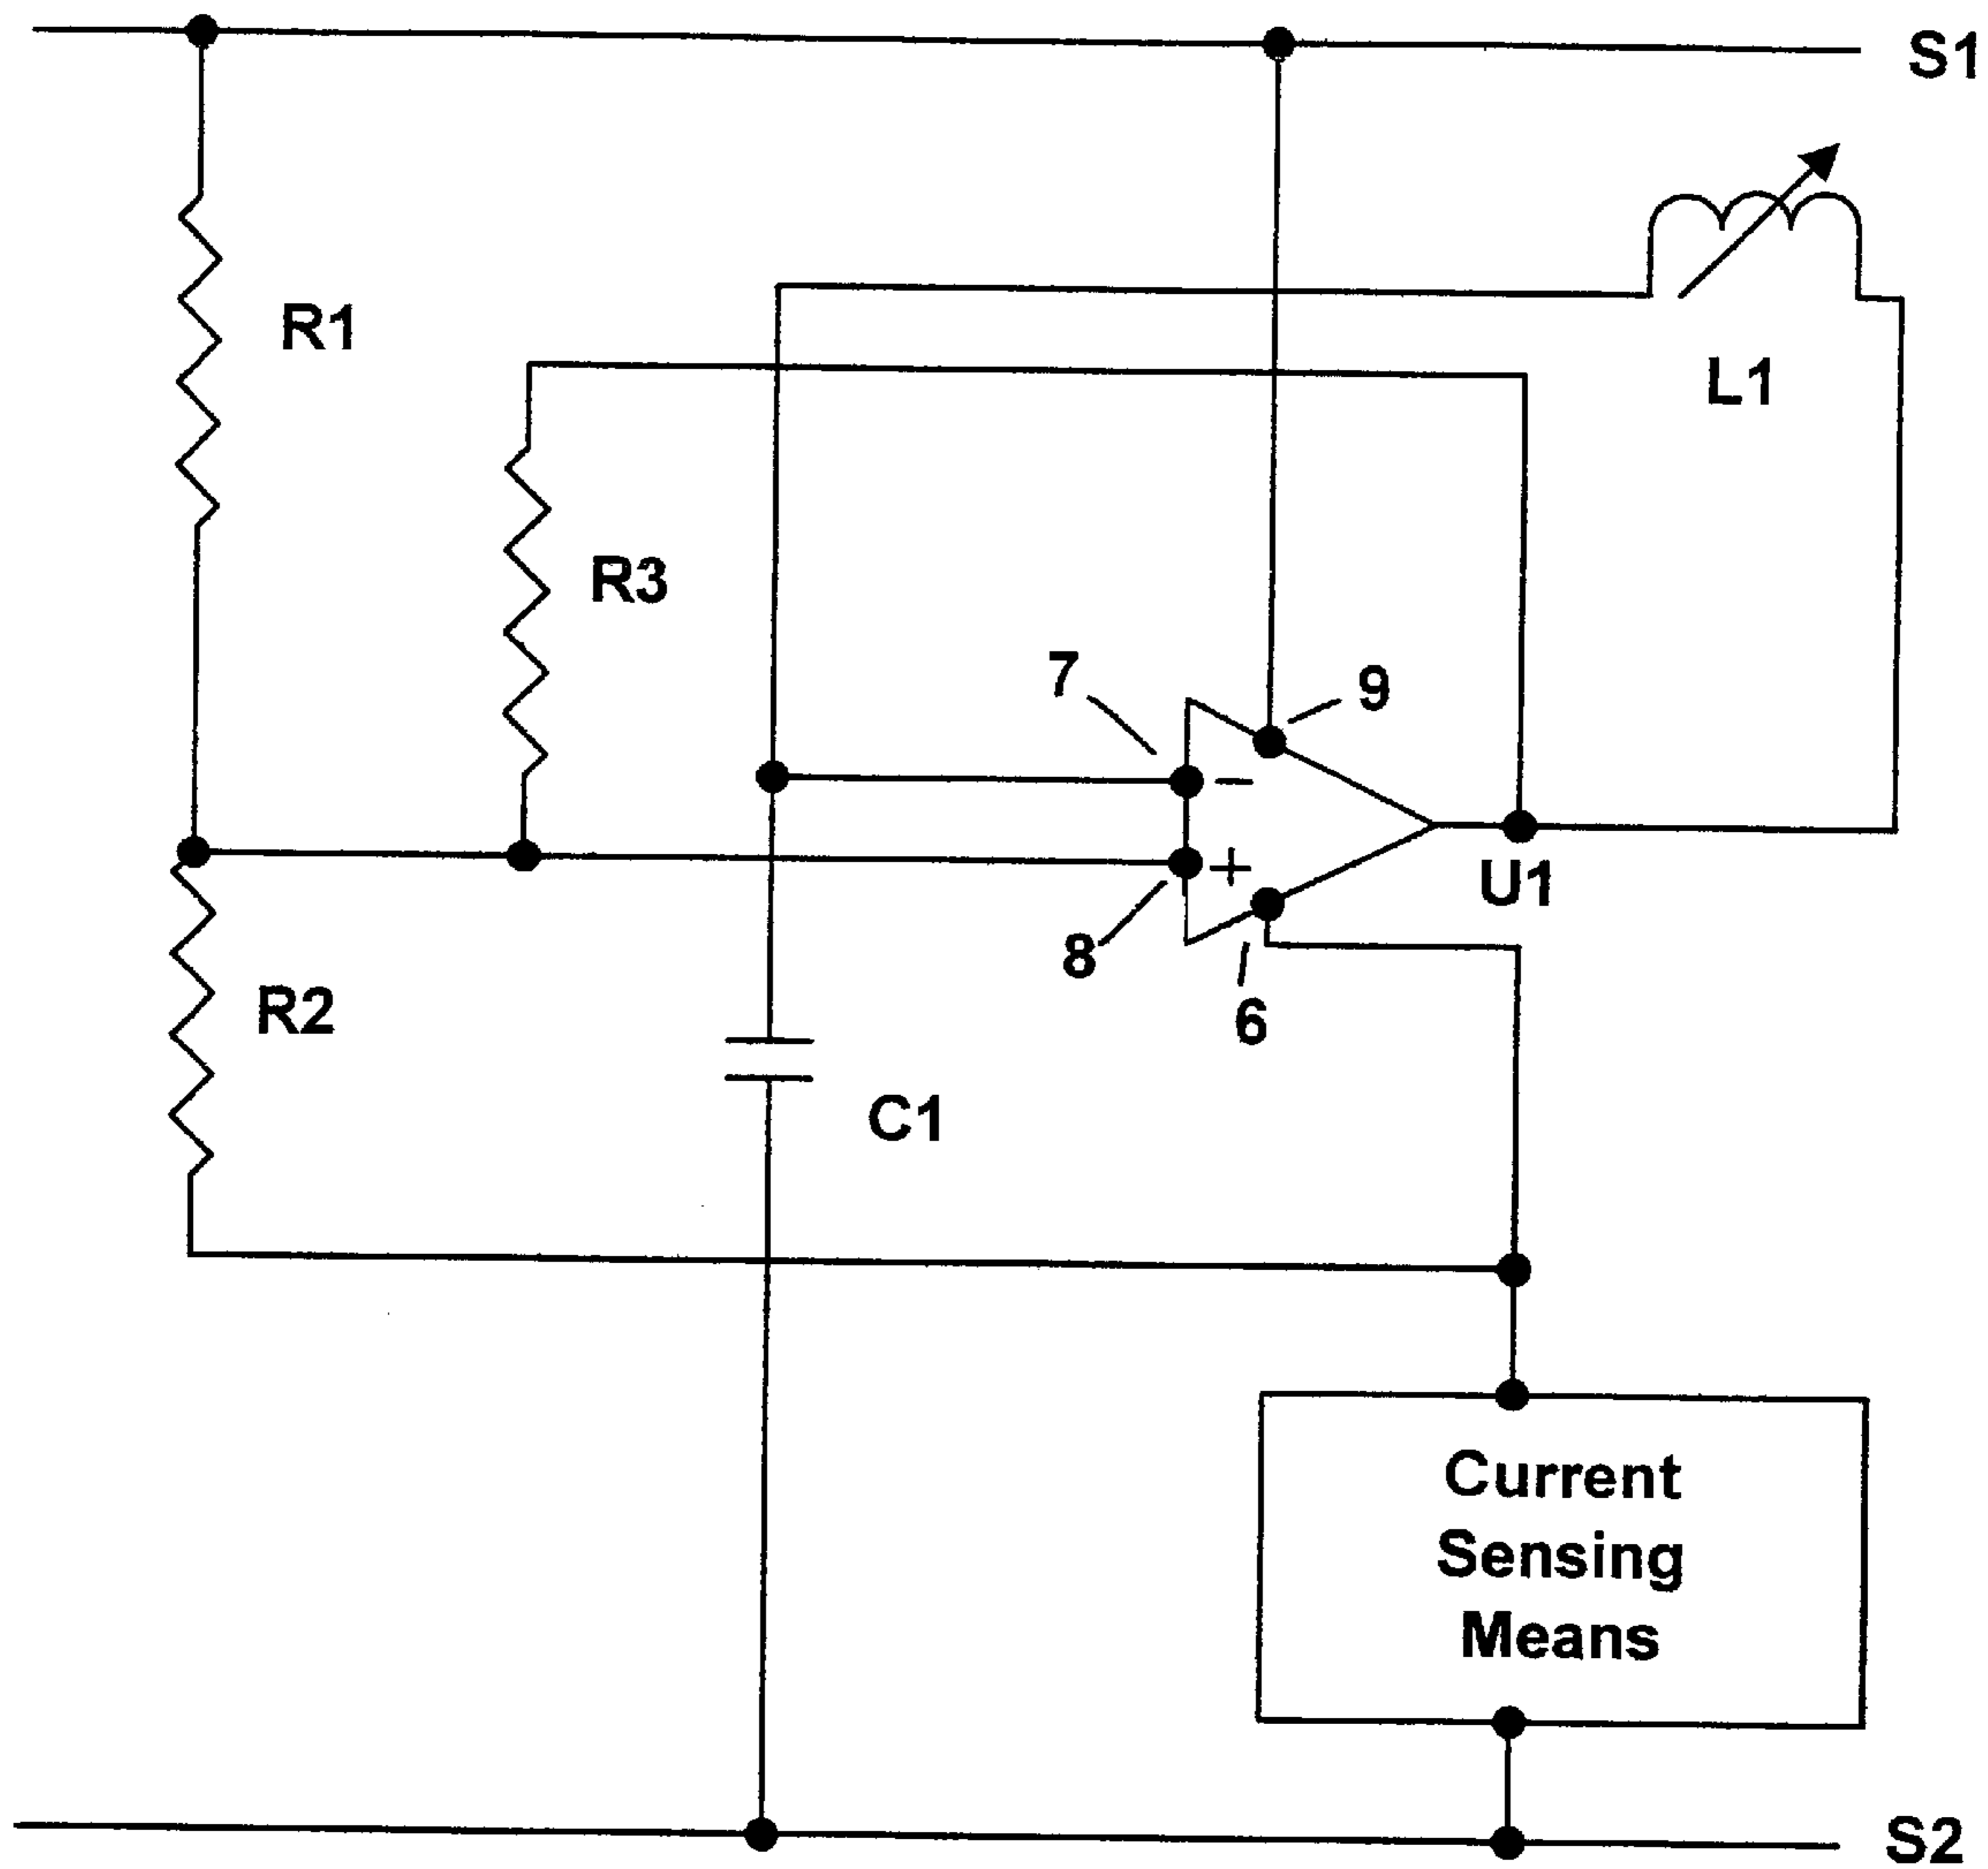 S1
R1
L1
R3
7
9
-
+
U1
8
6
R2
C1
Current
Sensing
Means
S2